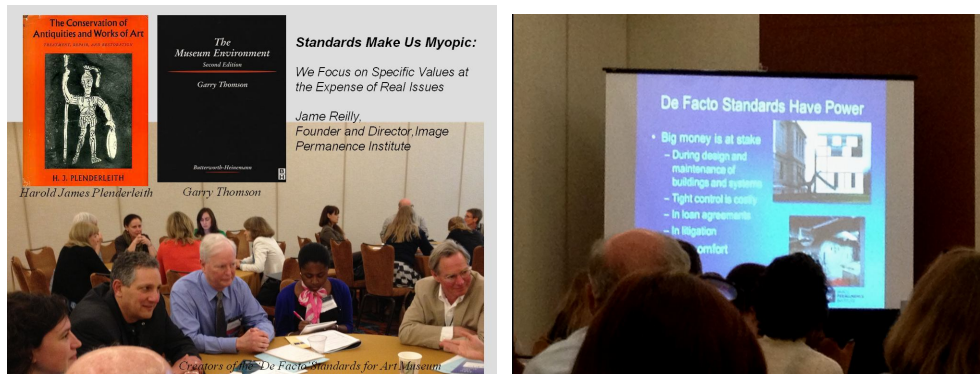 The Conservation of
Antiquities and Works of Art
TREATMENT, REPAIR, AND RESTORATION
H. J. PLENDERLEITH
The
Museum Environment
Second Edition
Garry Thomson
Butterworth-Heinemann
BH
Standards Make Us Myopic:
We Focus on Specific Values at
the Expense of Real Issues
Jame Reilly,
Founder and Director,Image
Permanence Institute
Harold James Plenderleith
Garry Thomson
Creators of the "De Facto Standards for Art Museum
De Facto Standards Have Power
• Big money is at stake
– During design and
maintenance of
buildings and systems
– Tight control is costly
– In loan agreements
– In litigation